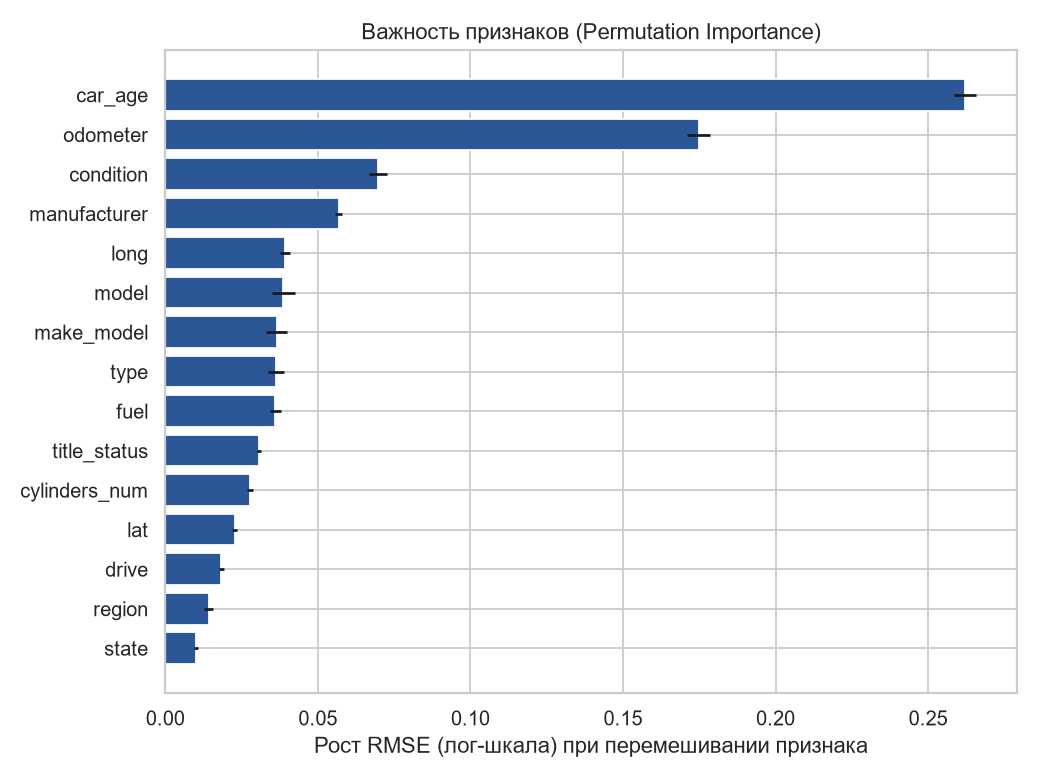 Важность признаков (Permutation Importance)
car_age
odometer
condition
manufacturer
long
model
make_model
type
fuel
title_status
cylinders_num
lat
drive
region
state
0.00 0.05 0.10 0.15 0.20 0.25
Рост RMSE (лог-шкала) при перемешивании признака